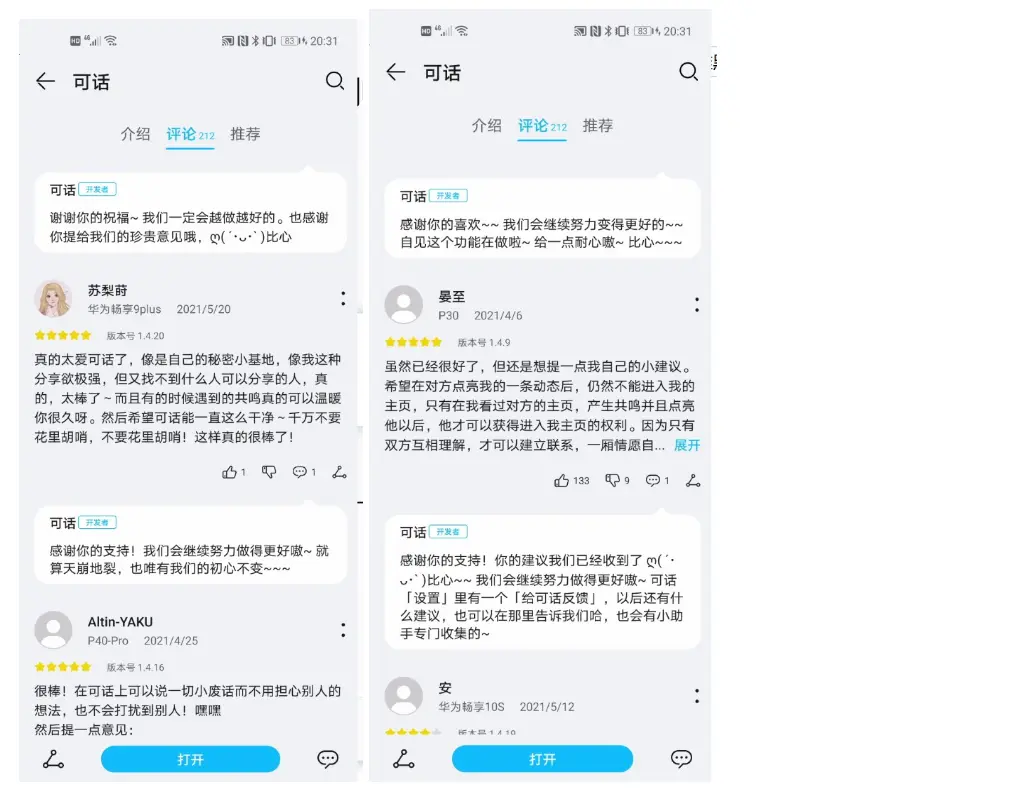 HD 4G 83 20:31
可话
介绍 评论 212 推荐
可话 开发者
谢谢你的祝福~ 我们一定会越做越好的。也感谢
你提给我们的珍贵意见哦，ღ( ´･ᴗ･` )比心
苏梨莳
华为畅享9plus 2021/5/20
版本号 1.4.20
真的太爱可话了，像是自己的秘密小基地，像我这种
分享欲极强，但又找不到什么人可以分享的人，真
的，太棒了～而且有的时候遇到的共鸣真的可以温暖
你很久呀。然后希望可话能一直这么干净～千万不要
花里胡哨，不要花里胡哨！这样真的很棒了！
1 1
可话 开发者
感谢你的支持！我们会继续努力做得更好嗷~ 就
算天崩地裂，也唯有我们的初心不变~~~
Altin-YAKU
P40-Pro 2021/4/25
版本号 1.4.16
很棒！在可话上可以说一切小废话而不用担心别人的
想法，也不会打扰到别人！嘿嘿
然后提一点意见：
打开
HD 4G 83 20:31
可话
介绍 评论 212 推荐
可话 开发者
感谢你的喜欢~~ 我们会继续努力变得更好的~~
自见这个功能在做啦~ 给一点耐心嗷~ 比心~~~
晏至
P30 2021/4/6
版本号 1.4.9
虽然已经很好了，但还是想提一点我自己的小建议。
希望在对方点亮我的一条动态后，仍然不能进入我的
主页，只有在我看过对方的主页，产生共鸣并且点亮
他以后，他才可以获得进入我主页的权利。因为只有
双方互相理解，才可以建立联系，一厢情愿自... 展开
133 9 1
可话 开发者
感谢你的支持！你的建议我们已经收到了 ღ( ´･
ᴗ･` )比心~~ 我们会继续努力做得更好嗷~ 可话
「设置」里有一个「给可话反馈」，以后还有什
么建议，也可以在那里告诉我们哈，也会有小助
手专门收集的~
安
华为畅享10S 2021/5/12
版本号 1.4.19
打开